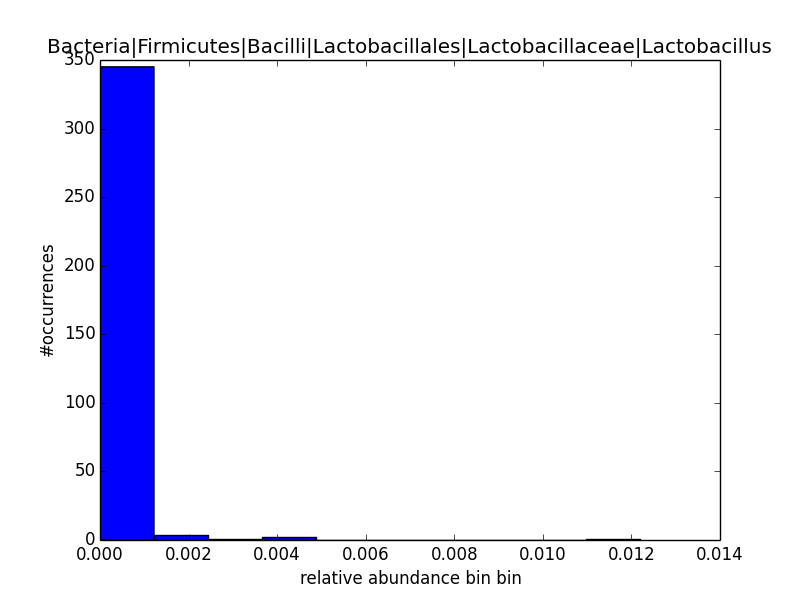 Bacteria|Firmicutes|Bacilli|Lactobacillales|Lactobacillaceae|Lactobacillus
350
300
250
200
150
100
50
0
#occurrences
0.000 0.002 0.004 0.006 0.008 0.010 0.012 0.014
relative abundance bin bin